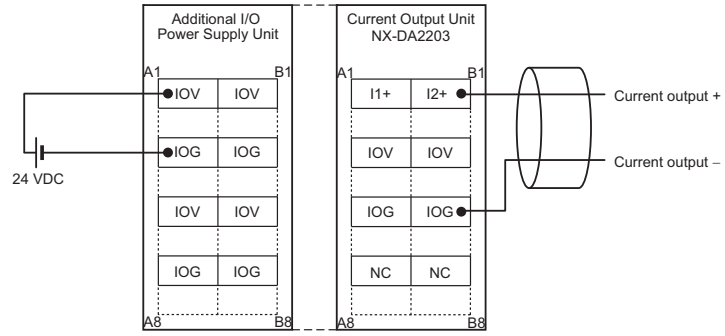 Additional I/O
Power Supply Unit
Current Output Unit
NX-DA2203
A1 B1 A1 B1
IOV IOV I1+ I2+ Current output +
IOG IOG IOV IOV
Current output –
24 VDC
IOV IOV IOG IOG
IOG IOG NC NC
A8 B8 A8 B8